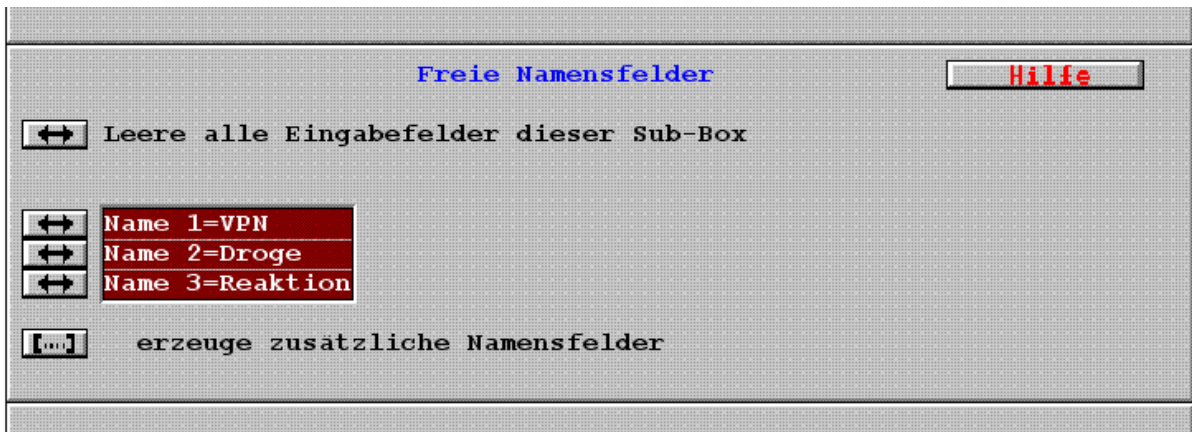 Freie Namensfelder
Hilfe
Leere alle Eingabefelder dieser Sub-Box
Name 1=VPN
Name 2=Droge
Name 3=Reaktion
[....] erzeuge zusätzliche Namensfelder